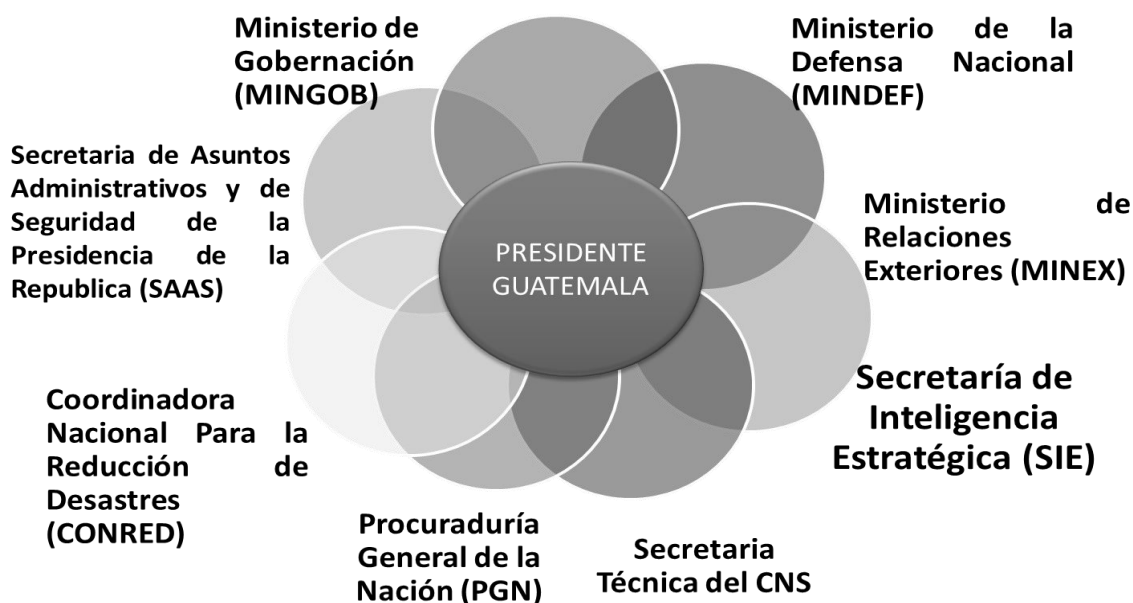 Ministerio de
Gobernación
(MINGOB)
Ministerio de la
Defensa Nacional
(MINDEF)
Secretaria de Asuntos
Administrativos y de
Seguridad de la
Presidencia de la
Republica (SAAS)
PRESIDENTE
GUATEMALA
Ministerio de
Relaciones
Exteriores (MINEX)
Secretaría de
Inteligencia
Estratégica (SIE)
Coordinadora
Nacional Para la
Reducción de
Desastres
(CONRED)
Procuraduría
General de la
Nación (PGN)
Secretaria
Técnica del CNS